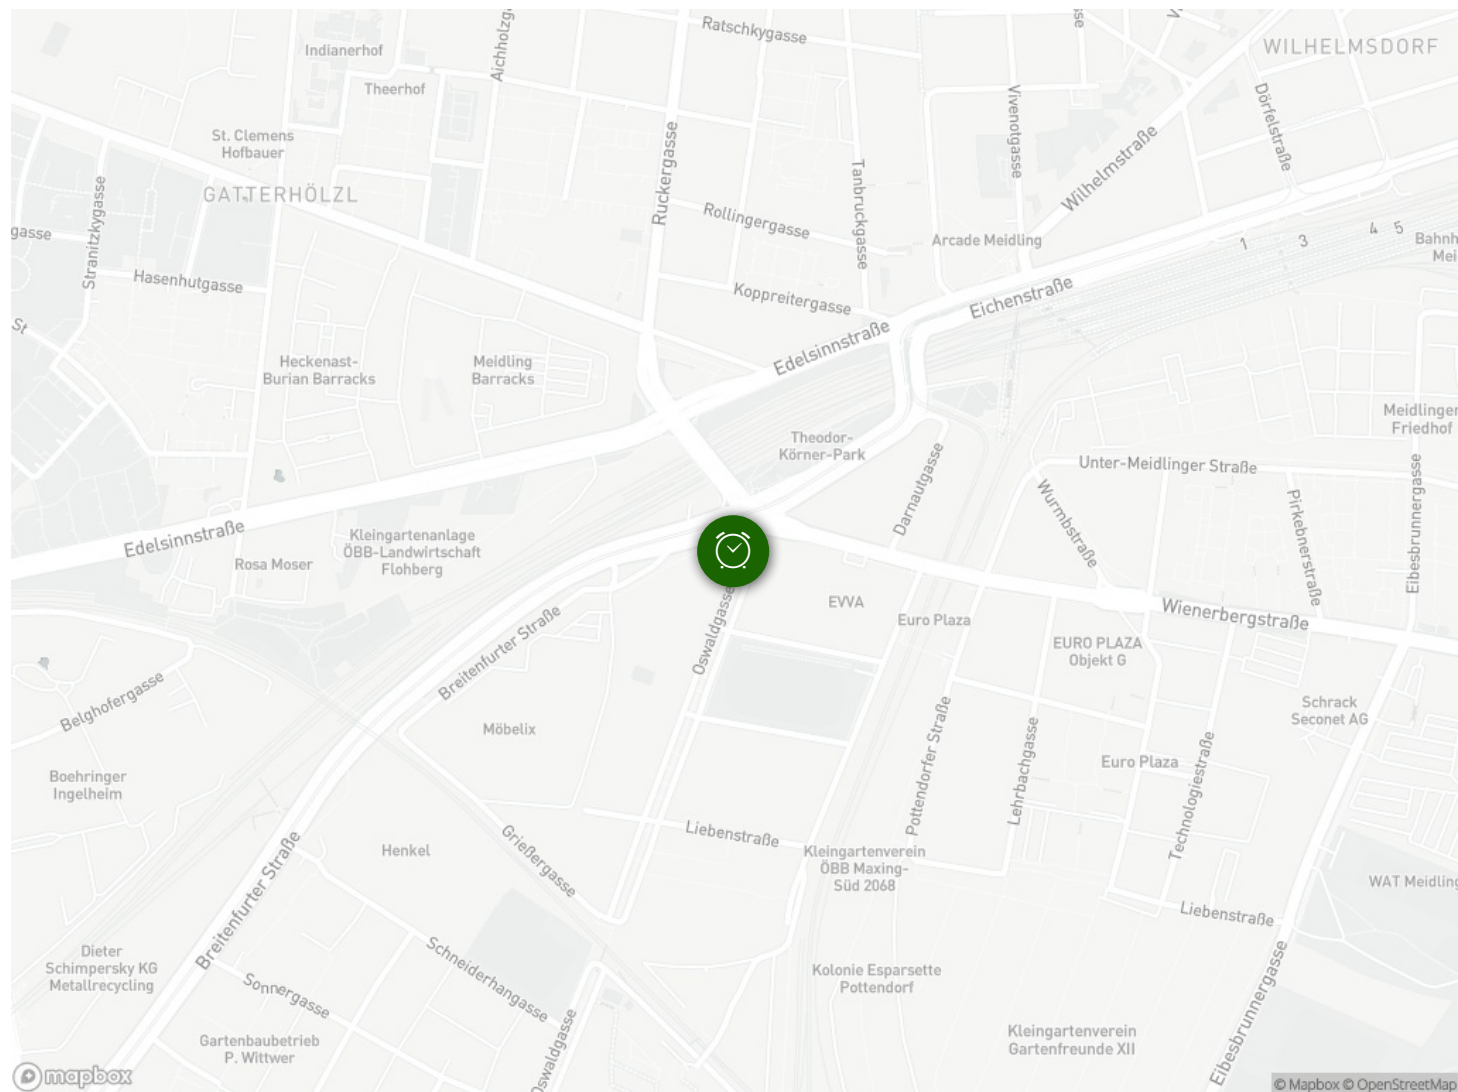 Ratschkygasse
Indianerhof
Aichholzg
WILHELMSDORF
Theerhof
Vivenotgasse
Dörfelstraße
St. Clemens
Hofbauer
Ruckergasse
Wilhelmstraße
GATTERHÖLZL
Tanbruckgasse
Rollingergasse
Stranitzkygasse
gasse
Arcade Meidling
1
3
4
5
Bahnh
Mei
Hasenhutgasse
Koppreitergasse
Eichenstraße
St
Edelsinnstraße
Heckenast-
Burian Barracks
Meidling
Barracks
Meidlinger
Friedhof
Theodor-
Körner-Park
Unter-Meidlinger Straße
Darnautgasse
Wurmbstraße
Pirkebnerstraße
Eibesbrunnergasse
Edelsinnstraße
Kleingartenanlage
ÖBB-Landwirtschaft
Flohberg
Rosa Moser
EVVA
Euro Plaza
Wienerbergstraße
Oswaldgasse
Breitenfurter Straße
EURO PLAZA
Objekt G
Belghofergasse
Schrack
Seconet AG
Möbelix
Pottendorfer Straße
Lehrbachgasse
Euro Plaza
Technologiestraße
Boehringer
Ingelheim
Liebenstraße
Grießergasse
Henkel
Kleingartenverein
ÖBB Maxing-
Süd 2068
WAT Meidling
Breitenfurter Straße
Liebenstraße
Dieter
Schimpersky KG
Metallrecycling
Schneiderhangasse
Sonnergasse
Kolonie Esparsette
Pottendorf
Eibesbrunnergasse
Gartenbaubetrieb
P. Wittwer
Oswaldgasse
Kleingartenverein
Gartenfreunde XII
mapbox
© Mapbox © OpenStreetMap